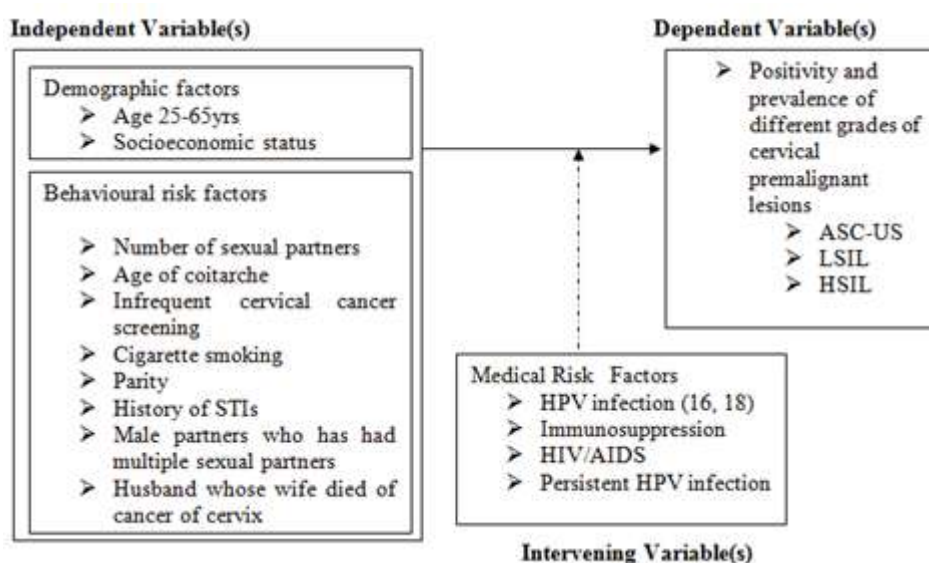 Independent Variable(s)
Demographic factors
➢ Age 25-65yrs
➢ Socioeconomic status
Behavioural risk factors
➢ Number of sexual partners
➢ Age of coitarche
➢ Infrequent cervical cancer
screening
➢ Cigarette smoking
➢ Parity
➢ History of STIs
➢ Male partners who has had
multiple sexual partners
➢ Husband whose wife died of
cancer of cervix
Dependent Variable(s)
➢ Positivity and
prevalence of
different grades of
cervical
premalignant
lesions
➢ ASC-US
➢ LSIL
➢ HSIL
Medical Risk Factors
➢ HPV infection (16, 18)
➢ Immunosuppression
➢ HIV/AIDS
➢ Persistent HPV infection
Intervening Variable(s)